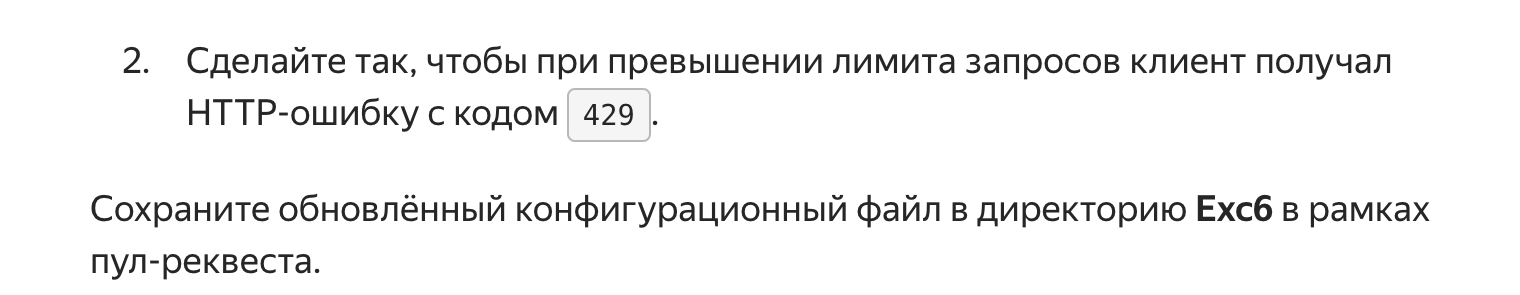 2. Сделайте так, чтобы при превышении лимита запросов клиент получал
HTTP-ошибку с кодом 429.
Сохраните обновлённый конфигурационный файл в директорию Exc6 в рамках
пул-реквеста.